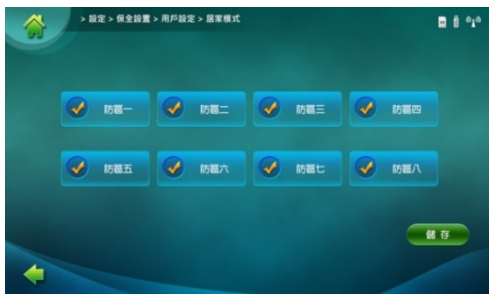 > 設定 > 保全設置 > 用戶設定 > 居家模式
防區一 防區二 防區三 防區四
防區五 防區六 防區七 防區八
儲存